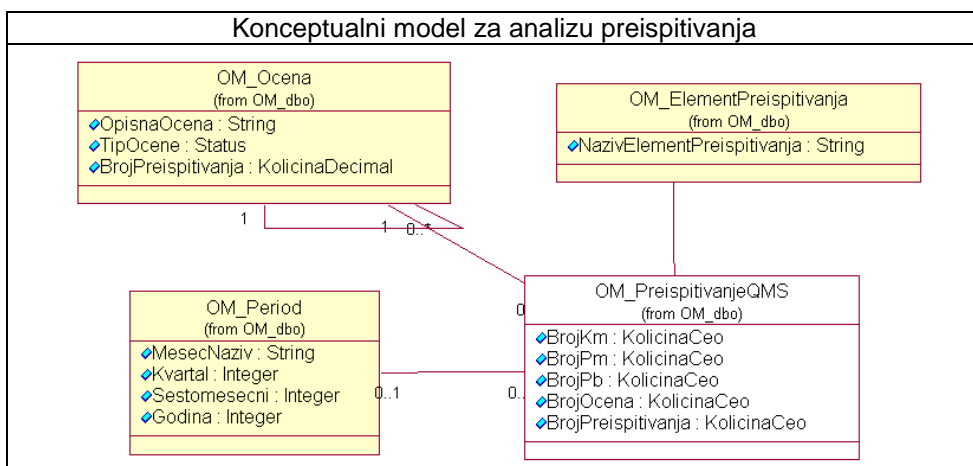 Konceptualni model za analizu preispitivanja
OM_Ocena
(from OM_dbo)
OpisnaOcena : String
TipOcene : Status
BrojPreispitivanja : KolicinaDecimal
OM_ElementPreispitivanja
(from OM_dbo)
NazivElementPreispitivanja : String
1
1
0..*
OM_Period
(from OM_dbo)
MesecNaziv : String
Kvartal : Integer
Sestomesecni : Integer
Godina : Integer
0..1
0
0..
OM_PreispitivanjeQMS
(from OM_dbo)
BrojKm : KolicinaCeo
BrojPm : KolicinaCeo
BrojPb : KolicinaCeo
BrojOcena : KolicinaCeo
BrojPreispitivanja : KolicinaCeo